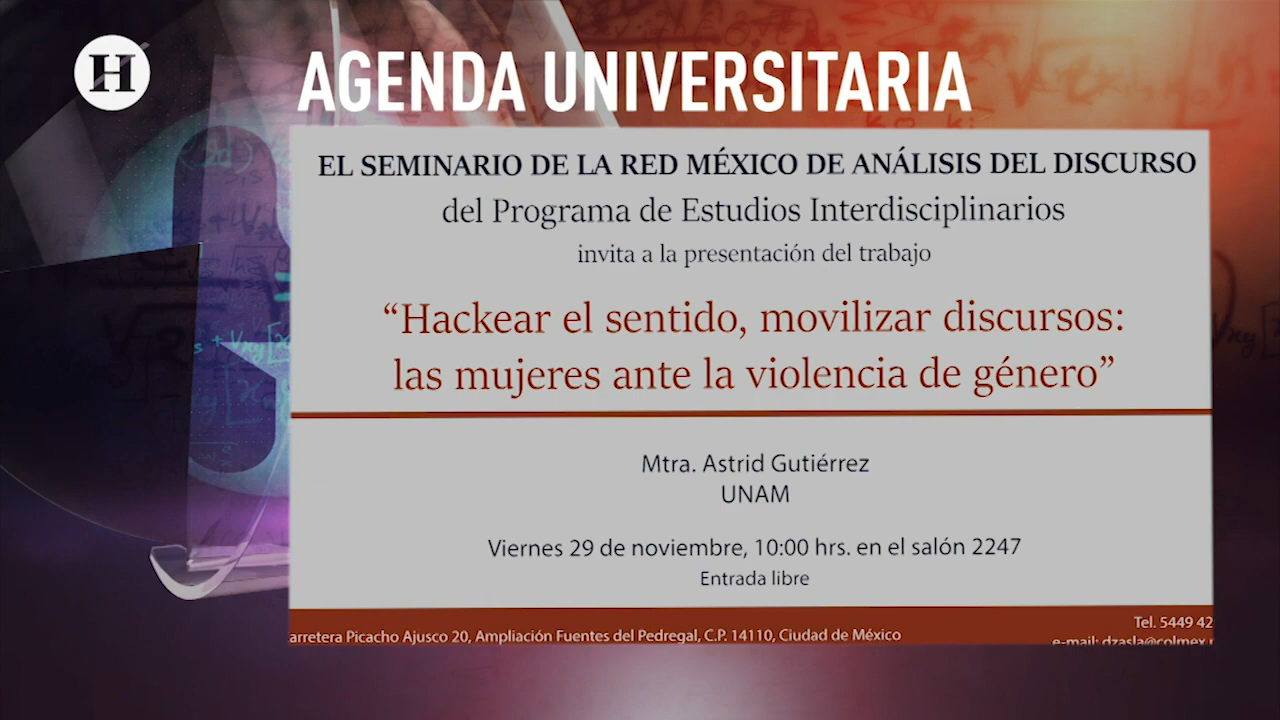 H
AGENDA UNIVERSITARIA
EL SEMINARIO DE LA RED MÉXICO DE ANÁLISIS DEL DISCURSO
del Programa de Estudios Interdisciplinarios
invita a la presentación del trabajo
“Hackear el sentido, movilizar discursos:
las mujeres ante la violencia de género”
Mtra. Astrid Gutiérrez
UNAM
Viernes 29 de noviembre, 10:00 hrs. en el salón 2247
Entrada libre
arretera Picacho Ajusco 20, Ampliación Fuentes del Pedregal, C.P. 14110, Ciudad de México
Tel. 5449 42
e-mail: dzasla@colmex.